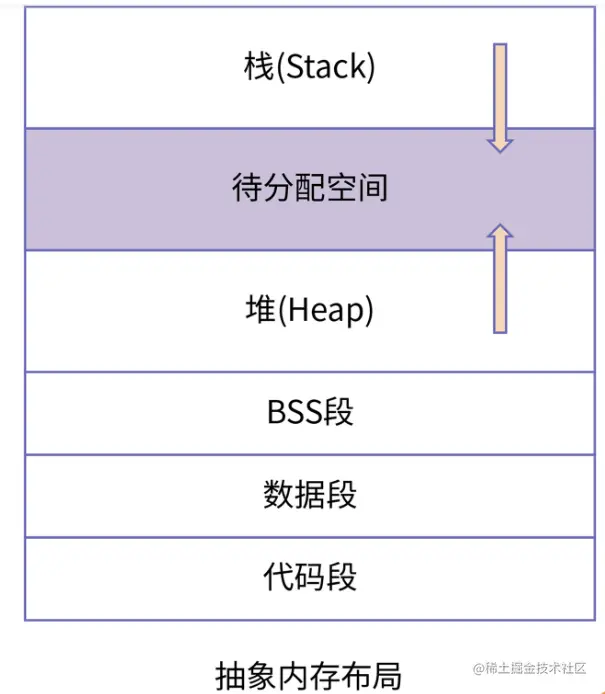 栈(Stack)
待分配空间
堆(Heap)
BSS段
数据段
代码段
抽象内存布局
@稀土掘金技术社区